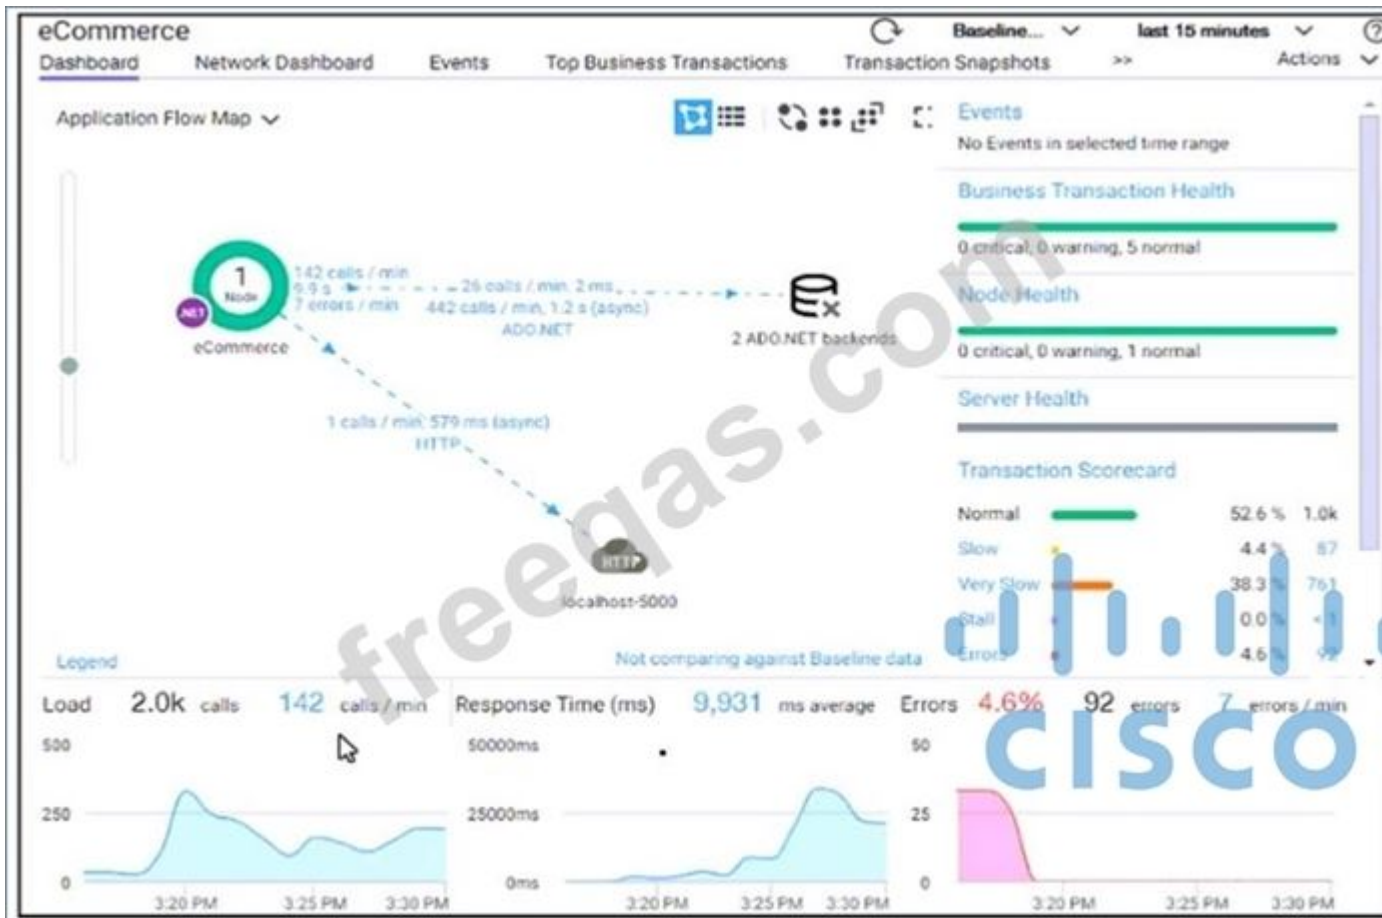 eCommerce
Baseline... last 15 minutes
Dashboard Network Dashboard Events Top Business Transactions Transaction Snapshots >> Actions
Application Flow Map
Events
No Events in selected time range
Business Transaction Health
0 critical, 0 warning, 5 normal
Node Health
0 critical, 0 warning, 1 normal
Server Health
Transaction Scorecard
Normal 52.6 % 1.0k
Slow 4.4 % 87
Very Slow 38.3 761
Stall 0.0
Errors 4.6 92
1
Node
.NET
eCommerce
142 calls / min
9.9 s
7 errors / min
26 calls / min, 2 ms
442 calls / min, 1.2 s (async)
ADO.NET
2 ADO.NET backends
1 calls / min, 579 ms (async)
HTTP
HTTP
localhost-5000
Legend
Not comparing against Baseline data
Load 2.0k calls 142 calls / min
500
250
0
3:20 PM 3:25 PM 3:30 PM
Response Time (ms) 9,931 ms average
50000ms
25000ms
0ms
3:20 PM 3:25 PM 3:30 PM
Errors 4.6% 92 errors 7 errors / min
50
25
0
3:20 PM 3:25 PM 3:30 PM
freeqas.com
CISCO